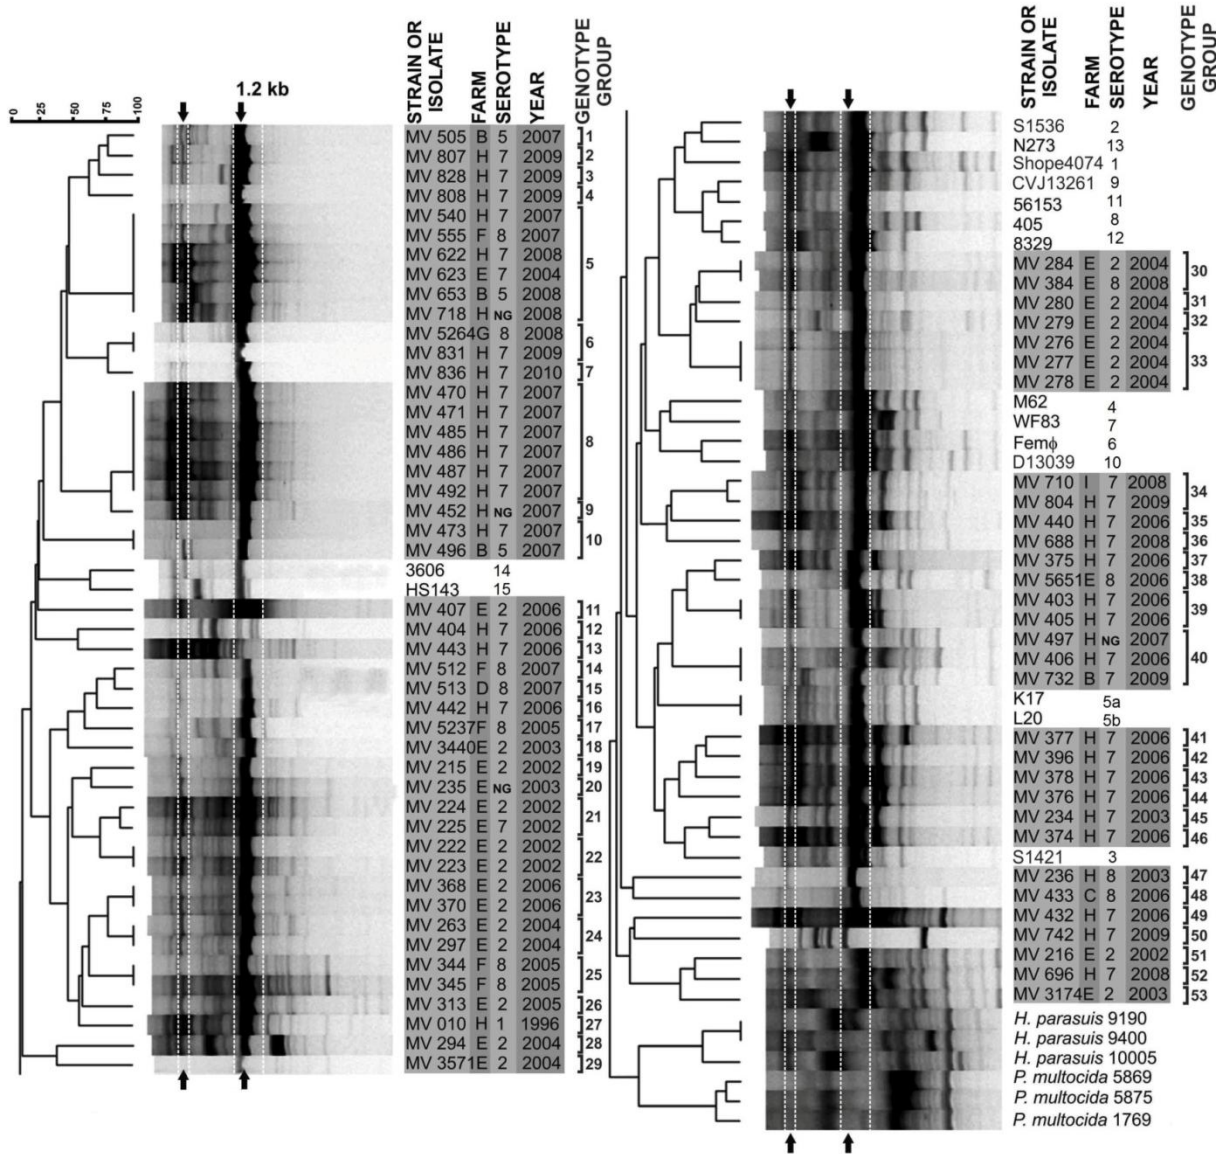 STRAIN OR ISOLATE FARM SEROTYPE YEAR GENOTYPE GROUP
0 25 50 75 100
1.2 kb
MV 505 B 5 2007 1
MV 807 H 7 2009 2
MV 828 H 7 2009 3
MV 808 H 7 2009 4
MV 540 H 7 2007
MV 555 F 8 2007
MV 622 H 7 2008 5
MV 623 E 7 2004
MV 653 B 5 2008
MV 718 H NG 2008
MV 5264 G 8 2008 6
MV 831 H 7 2009
MV 836 H 7 2010 7
MV 470 H 7 2007
MV 471 H 7 2007
MV 485 H 7 2007 8
MV 486 H 7 2007
MV 487 H 7 2007
MV 492 H 7 2007
MV 452 H NG 2007 9
MV 473 H 7 2007 10
MV 496 B 5 2007
3606 14
HS143 15
MV 407 E 2 2006 11
MV 404 H 7 2006 12
MV 443 H 7 2006 13
MV 512 F 8 2007 14
MV 513 D 8 2007 15
MV 442 H 7 2006 16
MV 5237 F 8 2005 17
MV 3440 E 2 2003 18
MV 215 E 2 2002 19
MV 235 E NG 2003 20
MV 224 E 2 2002 21
MV 225 E 7 2002
MV 222 E 2 2002 22
MV 223 E 2 2002
MV 368 E 2 2006 23
MV 370 E 2 2006
MV 263 E 2 2004 24
MV 297 E 2 2004
MV 344 F 8 2005 25
MV 345 F 8 2005
MV 313 E 2 2005 26
MV 010 H 1 1996 27
MV 294 E 2 2004 28
MV 3571 E 2 2004 29
STRAIN OR ISOLATE FARM SEROTYPE YEAR GENOTYPE GROUP
S1536 2
N273 13
Shope4074 1
CVJ13261 9
56153 11
405 8
8329 12
MV 284 E 2 2004 30
MV 384 E 8 2008
MV 280 E 2 2004 31
MV 279 E 2 2004 32
MV 276 E 2 2004
MV 277 E 2 2004 33
MV 278 E 2 2004
M62 4
WF83 7
Femφ 6
D13039 10
MV 710 I 7 2008 34
MV 804 H 7 2009
MV 440 H 7 2006 35
MV 688 H 7 2008 36
MV 375 H 7 2006 37
MV 5651 E 8 2006 38
MV 403 H 7 2006 39
MV 405 H 7 2006
MV 497 H NG 2007
MV 406 H 7 2006 40
MV 732 B 7 2009
K17 5a
L20 5b
MV 377 H 7 2006 41
MV 396 H 7 2006 42
MV 378 H 7 2006 43
MV 376 H 7 2006 44
MV 234 H 7 2003 45
MV 374 H 7 2006 46
S1421 3
MV 236 H 8 2003 47
MV 433 C 8 2006 48
MV 432 H 7 2006 49
MV 742 H 7 2009 50
MV 216 E 2 2002 51
MV 696 H 7 2008 52
MV 3174 E 2 2003 53
H. parasuis 9190
H. parasuis 9400
H. parasuis 10005
P. multocida 5869
P. multocida 5875
P. multocida 1769